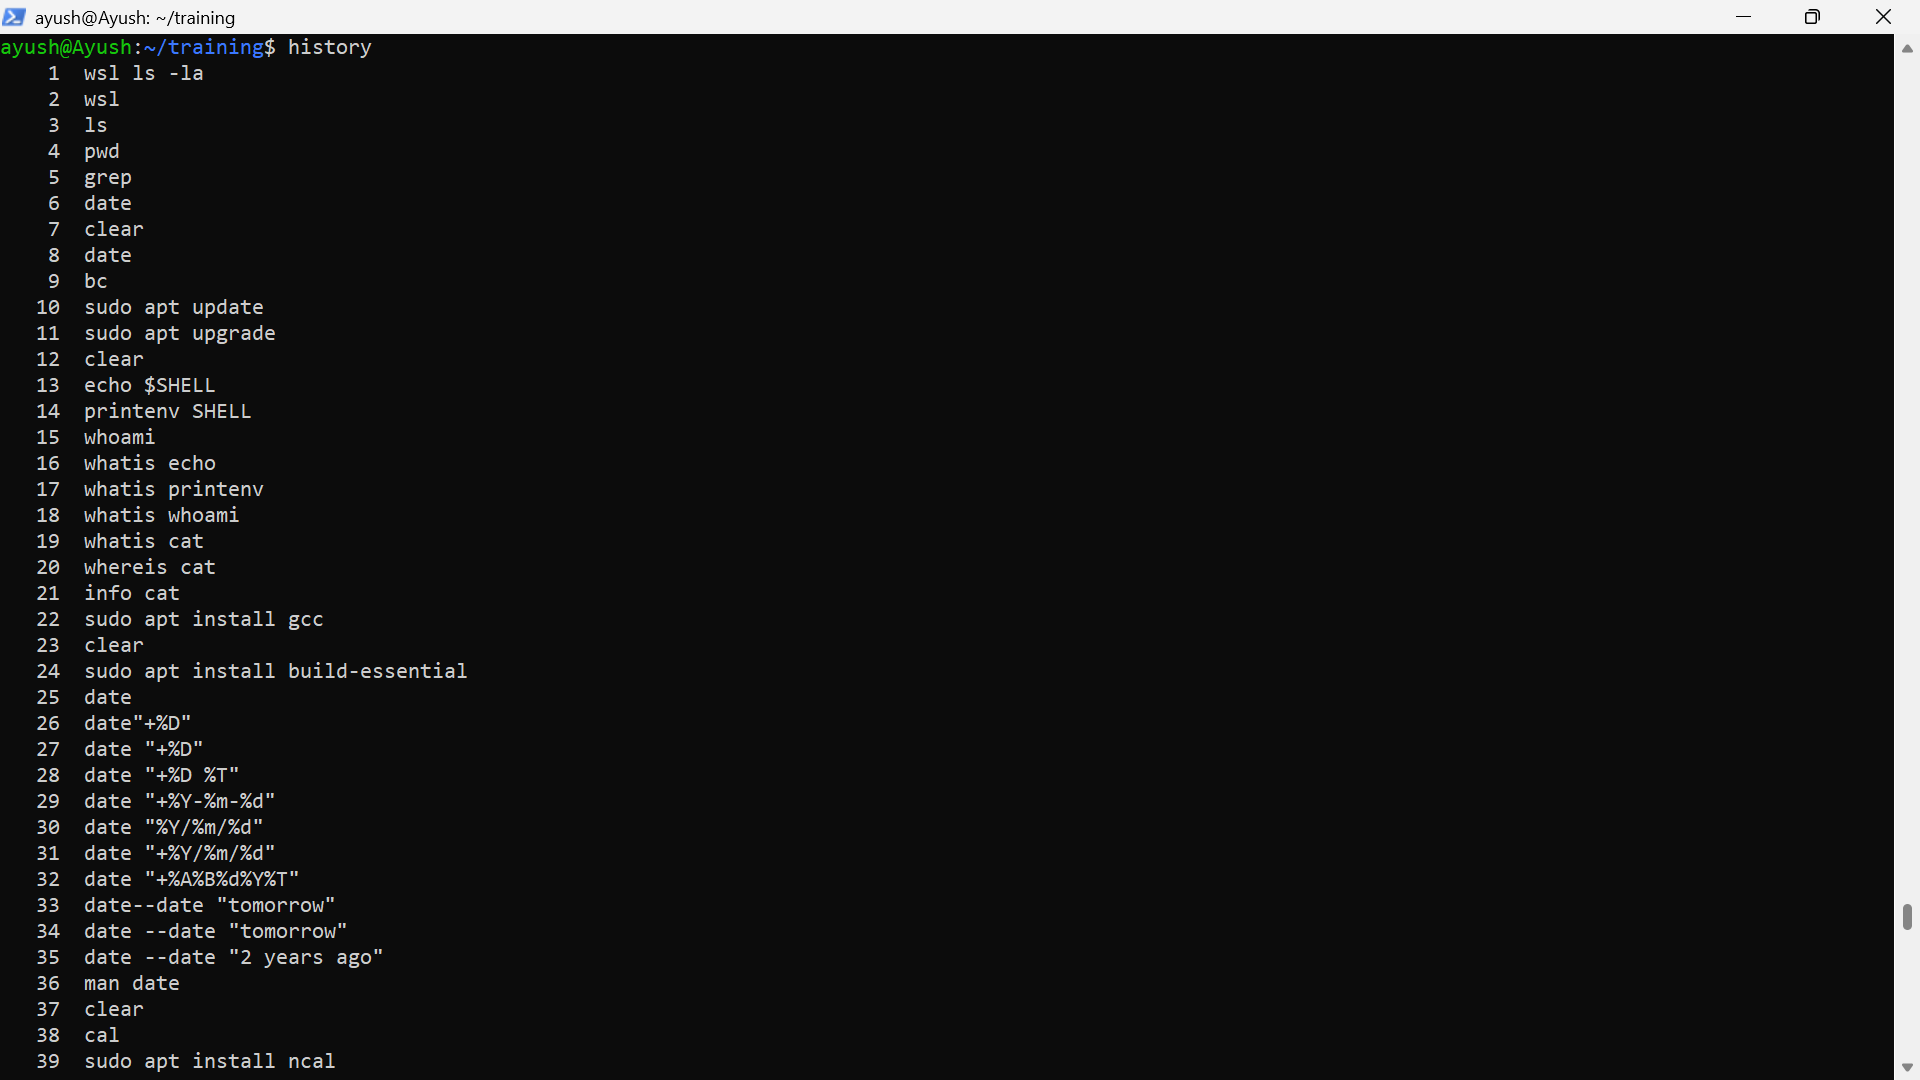 ayush@Ayush: ~/training
ayush@Ayush:~/training$ history
1 wsl ls -la
2 wsl
3 ls
4 pwd
5 grep
6 date
7 clear
8 date
9 bc
10 sudo apt update
11 sudo apt upgrade
12 clear
13 echo $SHELL
14 printenv SHELL
15 whoami
16 whatis echo
17 whatis printenv
18 whatis whoami
19 whatis cat
20 whereis cat
21 info cat
22 sudo apt install gcc
23 clear
24 sudo apt install build-essential
25 date
26 date"+%D"
27 date "+%D"
28 date "+%D %T"
29 date "+%Y-%m-%d"
30 date "%Y/%m/%d"
31 date "+%Y/%m/%d"
32 date "+%A%B%d%Y%T"
33 date--date "tomorrow"
34 date --date "tomorrow"
35 date --date "2 years ago"
36 man date
37 clear
38 cal
39 sudo apt install ncal